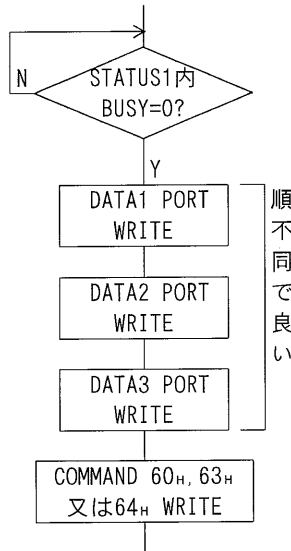 STATUS1内
BUSY=0?
N
Y
DATA1 PORT
WRITE
DATA2 PORT
WRITE
DATA3 PORT
WRITE
順不同で良い
COMMAND 60H,63H
又は64H WRITE